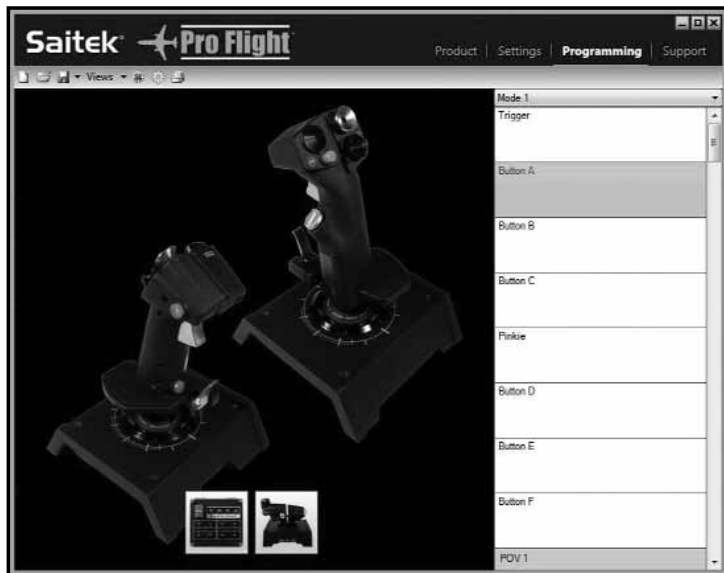 Saitek Pro Flight
Product | Settings | Programming | Support
Views
Mode 1
Trigger
Button A
Button B
Button C
Pinkie
Button D
Button E
Button F
POV 1